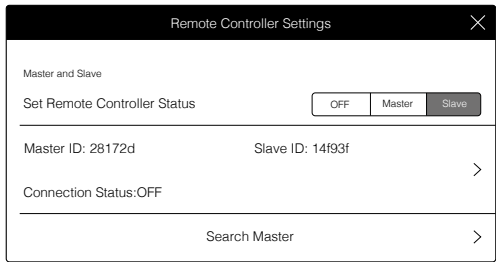 Remote Controller Settings
Master and Slave
Set Remote Controller Status OFF Master Slave
Master ID: 28172d Slave ID: 14f93f
Connection Status:OFF
Search Master